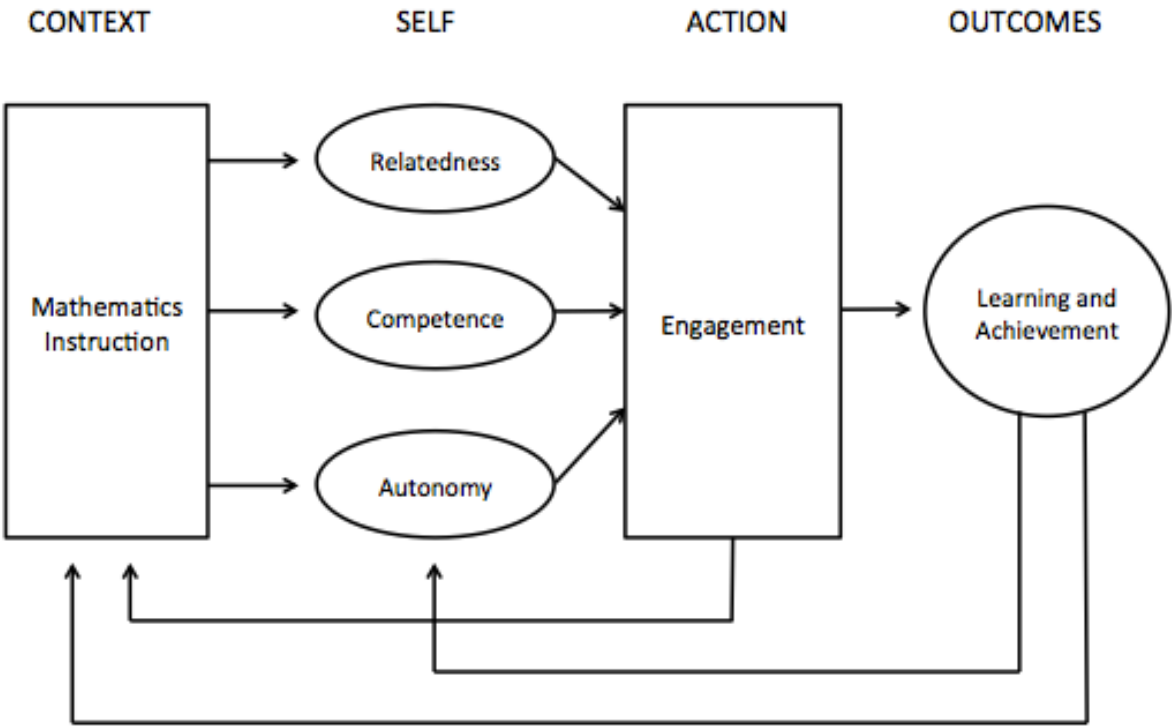 CONTEXT
SELF
ACTION
OUTCOMES
Relatedness
Mathematics
Instruction
Competence
Engagement
Learning and
Achievement
Autonomy